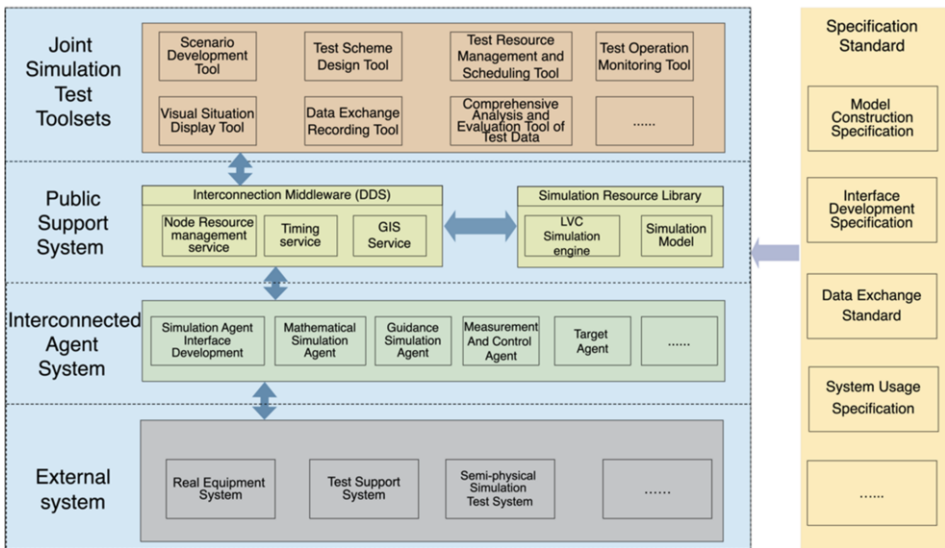 Joint
Simulation
Test
Toolsets
Scenario
Development
Tool
Test Scheme
Design Tool
Test Resource
Management and
Scheduling Tool
Test Operation
Monitoring Tool
Visual Situation
Display Tool
Data Exchange
Recording Tool
Comprehensive
Analysis and
Evaluation Tool of
Test Data
......
Public
Support
System
Interconnection Middleware (DDS)
Node Resource
management
service
Timing
service
GIS
Service
Simulation Resource Library
LVC
Simulation
engine
Simulation
Model
Interconnected
Agent
System
Simulation Agent
Interface
Development
Mathematical
Simulation
Agent
Guidance
Simulation
Agent
Measurement
And Control
Agent
Target
Agent
......
External
system
Real Equipment
System
Test Support
System
Semi-physical
Simulation
Test System
......
Specification
Standard
Model
Construction
Specification
Interface
Development
Specification
Data Exchange
Standard
System Usage
Specification
......